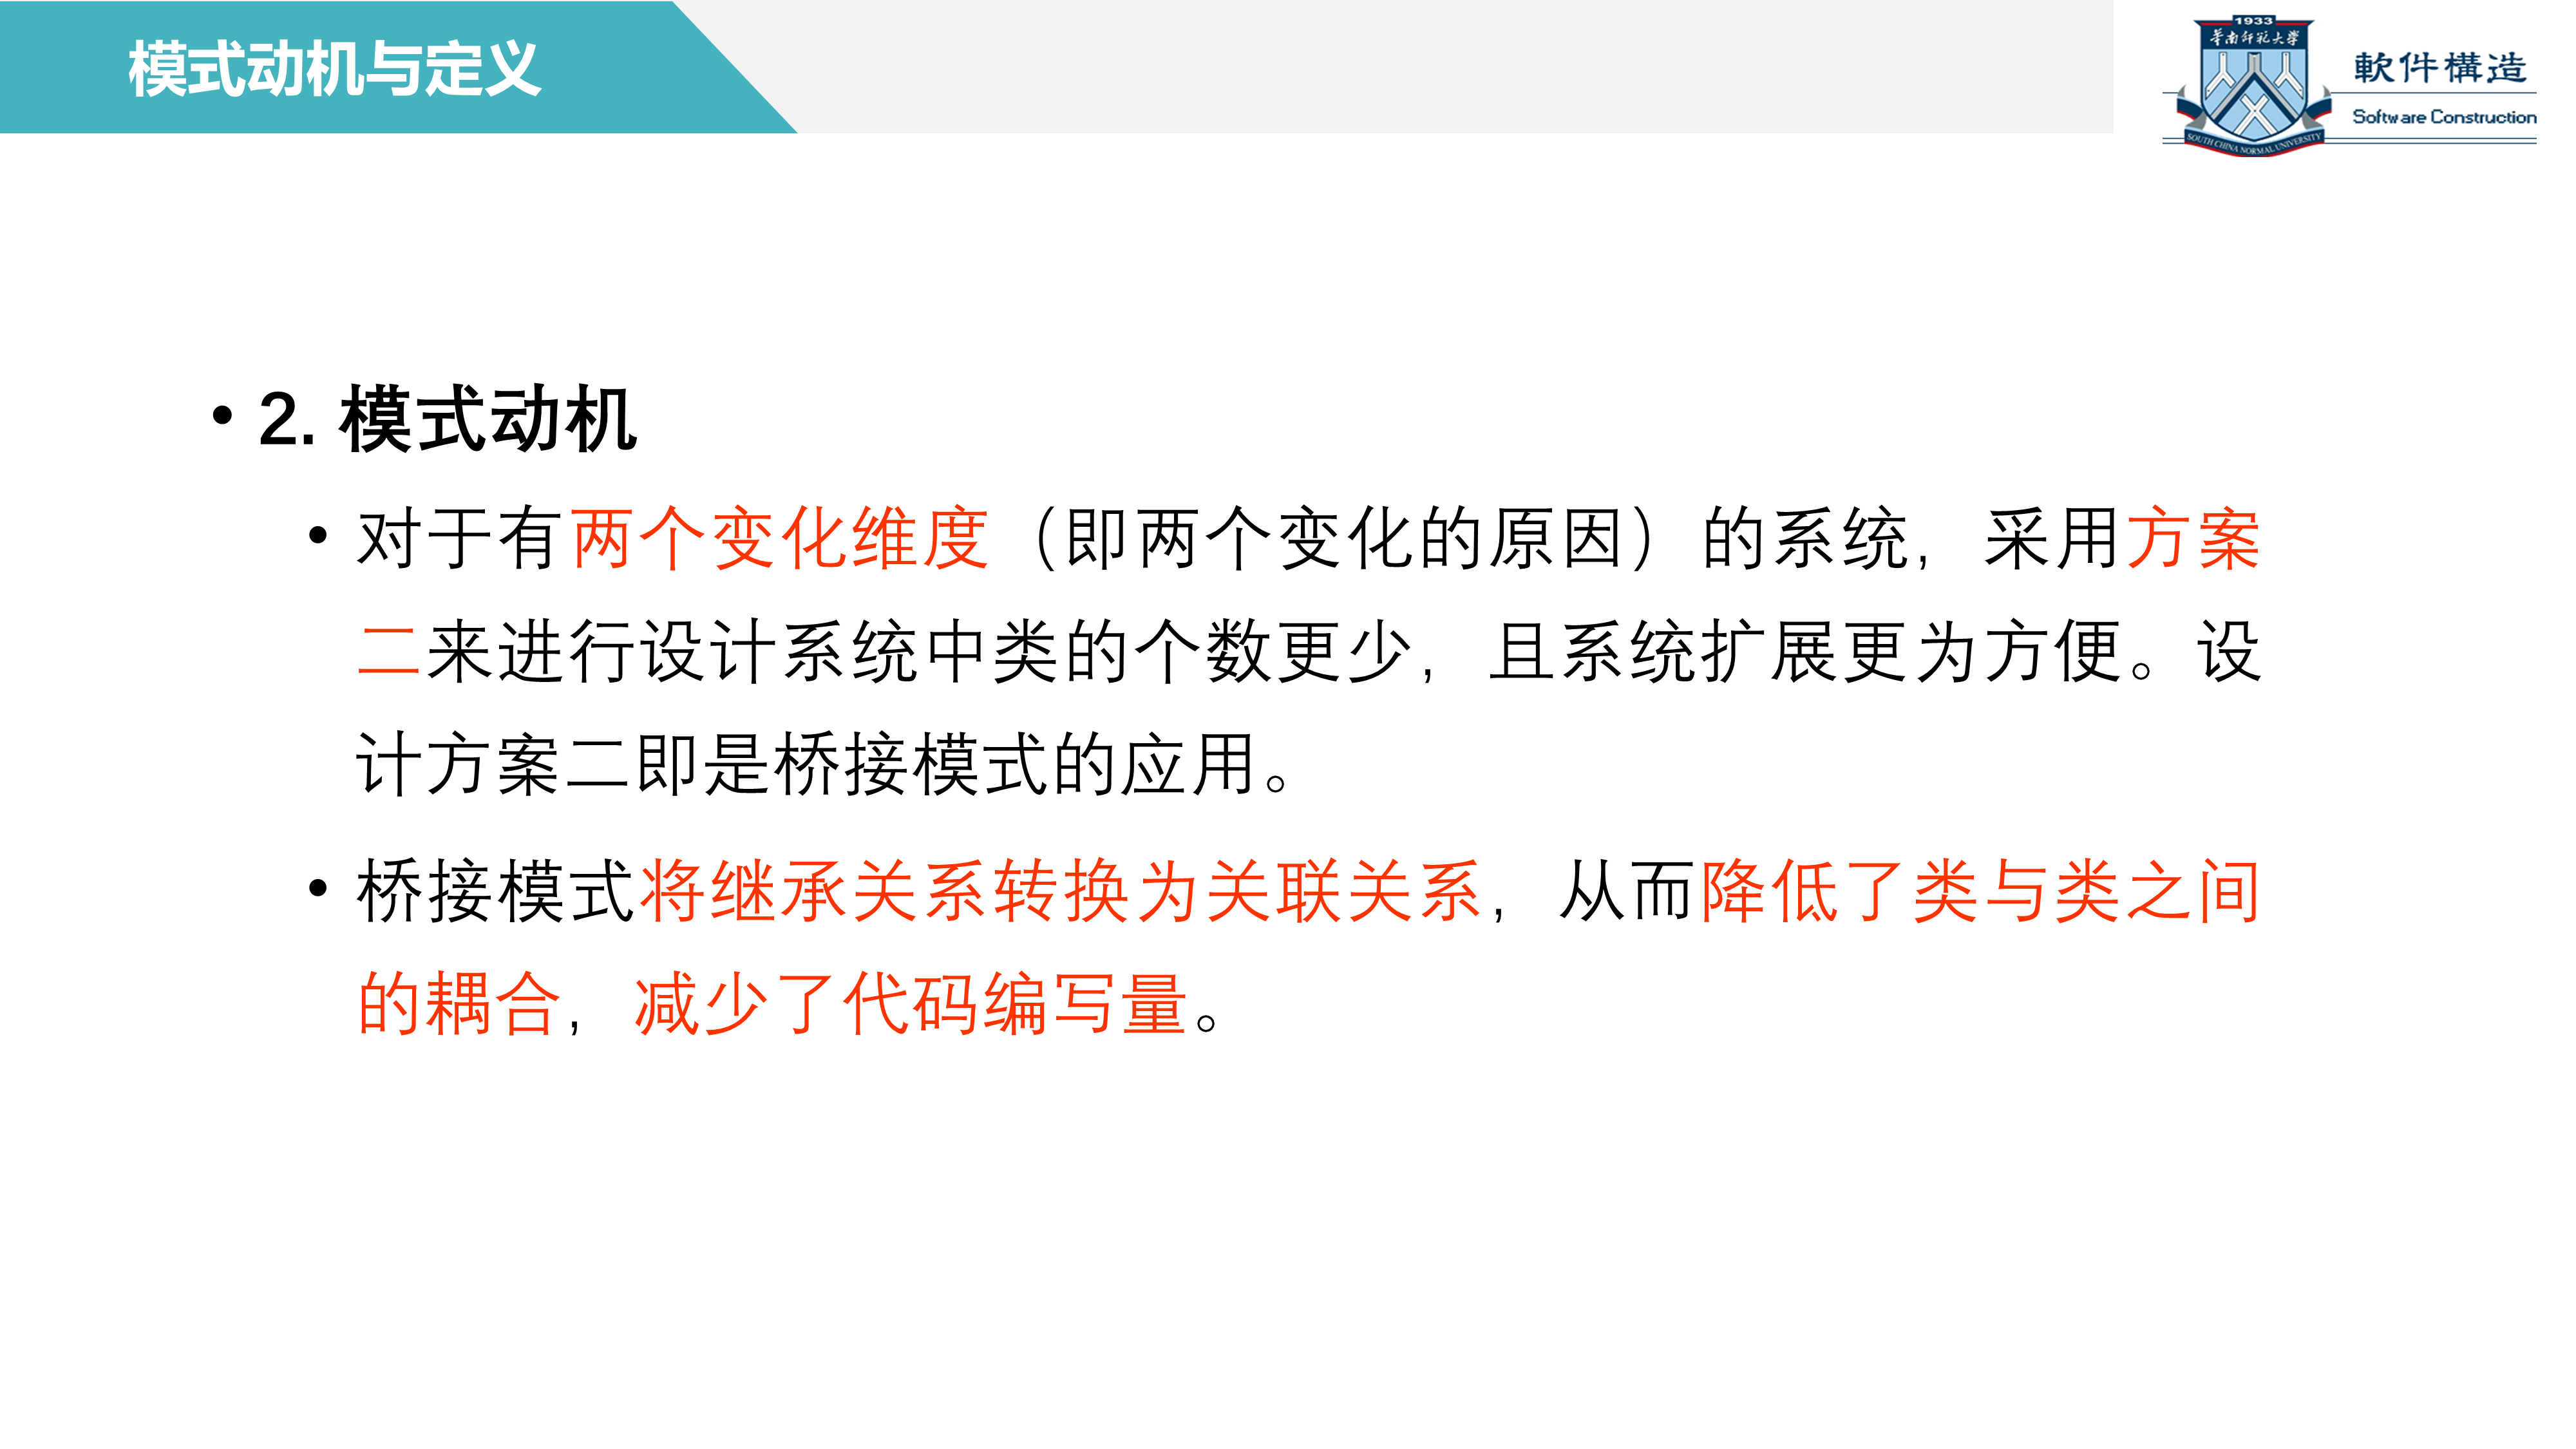 模式动机与定义
1933
华南师范大学
SOUTH CHINA NORMAL UNIVERSITY
軟件構造
Software Construction
• 2. 模式动机
• 对于有两个变化维度（即两个变化的原因）的系统，采用方案
二来进行设计系统中类的个数更少，且系统扩展更为方便。设
计方案二即是桥接模式的应用。
• 桥接模式将继承关系转换为关联关系，从而降低了类与类之间
的耦合，减少了代码编写量。